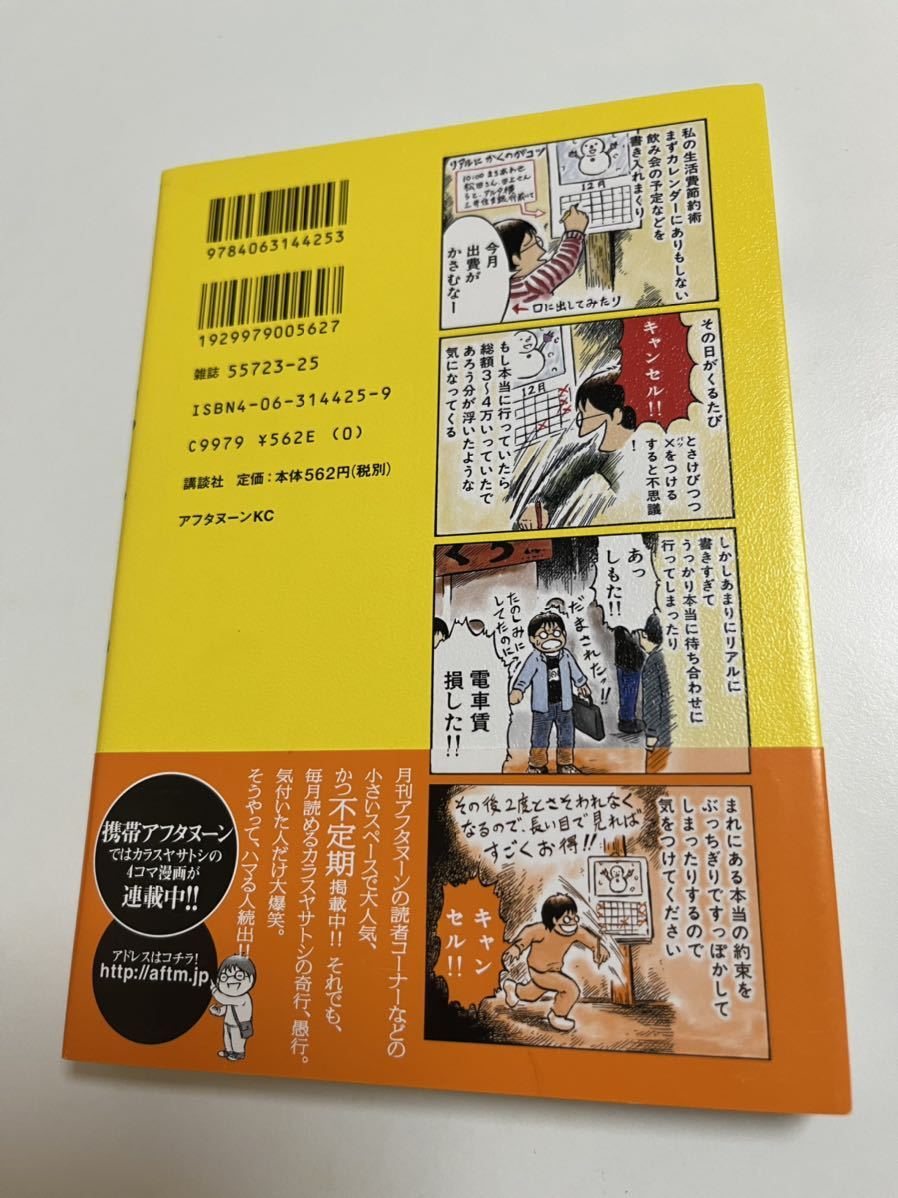 9784063144253
1929979005627
雑誌 55723-25
ISBN4-06-314425-9
C9979 ¥562E (0)
講談社 定価:本体562円(税別)
アフタヌーンKC
私の生活費節約術
まずカレンダーにありもしない
飲み会の予定などを
書き入れまくり
リアルにかくのがコツ
12月
今月
出費が
かさむなー
←口に出してみたり
その日がくるたび
キャンセル!!
とさけびつつ
×をつける
バツ
すると不思議
!
12月
もし本当に行っていたら
総額3〜4万いっていたで
あろう分が浮いたような
気になってくる
しかしあまりにリアルに
書きすぎて
うっかり本当に待ち合わせに
行ってしまったり
あっ
しもた!!
だまされたッ!!
たのしみに
してたのに!
電車賃
損した!!
まれにある本当の約束を
ぶっちぎりですっぽかして
しまったりするので
気をつけてください
その後2度とさそわれなく
なるので、長い目で見れば
すごくお得!!
キャン
セル!!
月刊アフタヌーンの読者コーナーなどの
小さいスペースで大人気、
かつ不定期掲載中!! それでも、
毎月読めるカラスヤサトシの奇行、愚行。
気付いた人だけ大爆笑。
そうやって、ハマる人続出!!
携帯アフタヌーン
ではカラスヤサトシの
4コマ漫画が
連載中!!
アドレスはコチラ!
http://aftm.jp